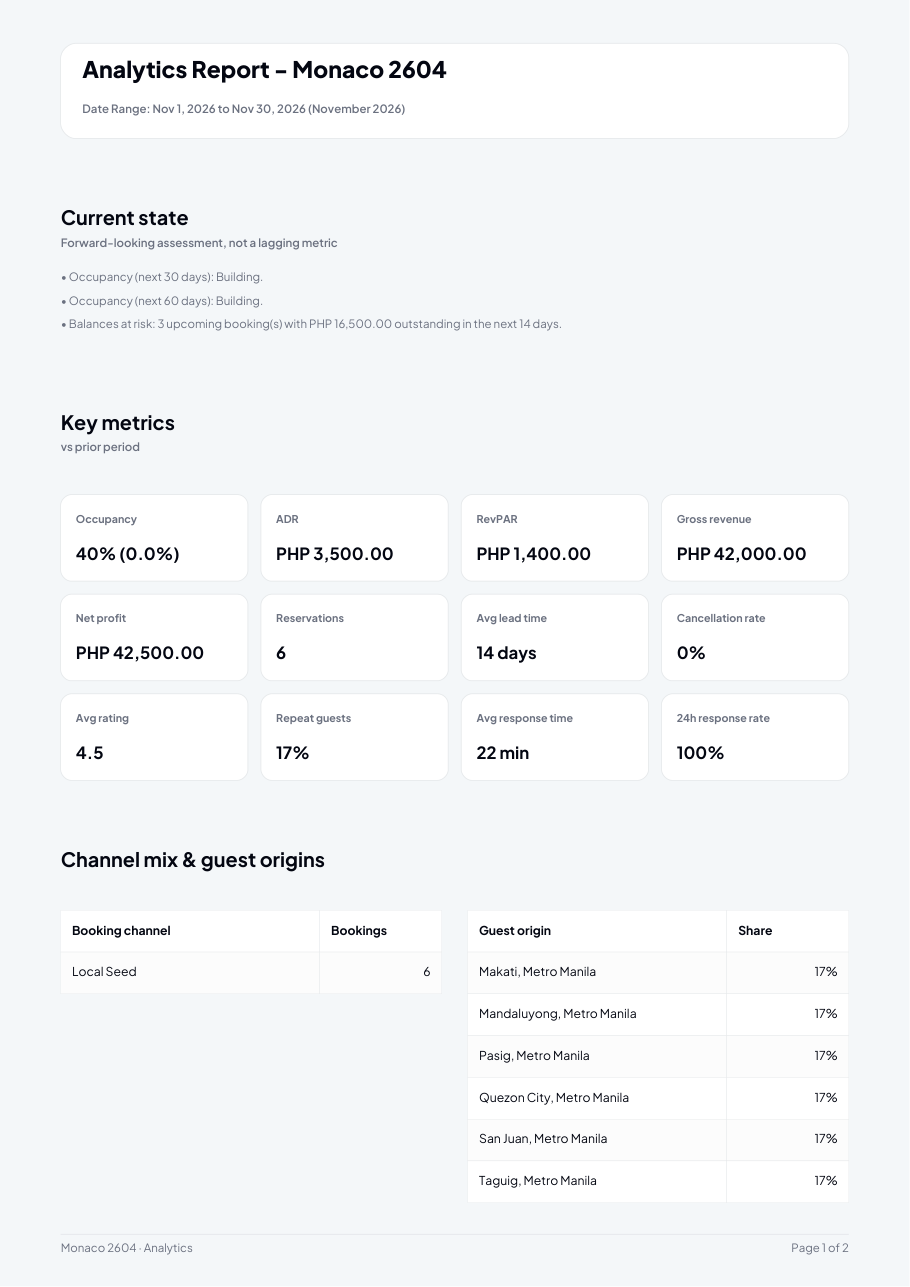 Analytics Report – Monaco 2604
Date Range: Nov 1, 2026 to Nov 30, 2026 (November 2026)
Current state
Forward-looking assessment, not a lagging metric
• Occupancy (next 30 days): Building.
• Occupancy (next 60 days): Building.
• Balances at risk: 3 upcoming booking(s) with PHP 16,500.00 outstanding in the next 14 days.
Key metrics
vs prior period
Occupancy
40% (0.0%)
ADR
PHP 3,500.00
RevPAR
PHP 1,400.00
Gross revenue
PHP 42,000.00
Net profit
PHP 42,500.00
Reservations
6
Avg lead time
14 days
Cancellation rate
0%
Avg rating
4.5
Repeat guests
17%
Avg response time
22 min
24h response rate
100%
Channel mix & guest origins
Booking channel Bookings
Local Seed 6
Guest origin Share
Makati, Metro Manila 17%
Mandaluyong, Metro Manila 17%
Pasig, Metro Manila 17%
Quezon City, Metro Manila 17%
San Juan, Metro Manila 17%
Taguig, Metro Manila 17%
Monaco 2604 · Analytics
Page 1 of 2